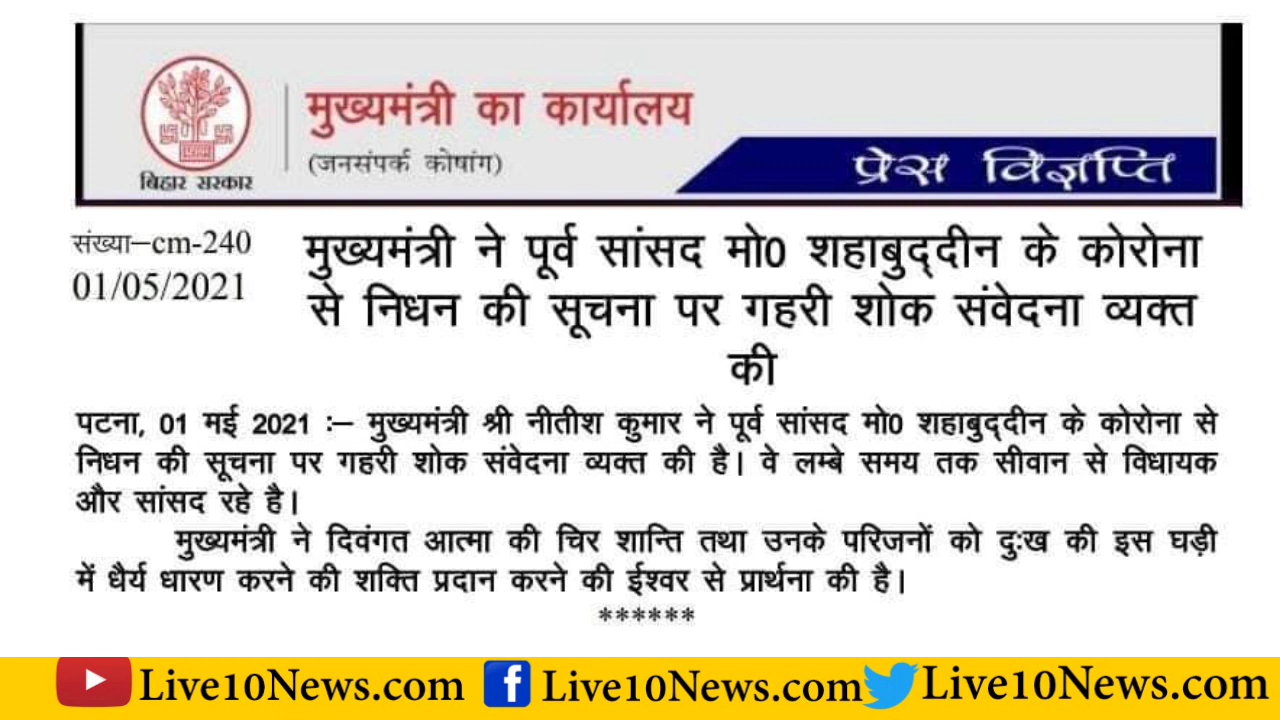 मुख्यमंत्री का कार्यालय
(जनसंपर्क कोषांग)
बिहार सरकार
प्रेस विज्ञप्ति
संख्या–cm-240
01/05/2021
मुख्यमंत्री ने पूर्व सांसद मो0 शहाबुद्दीन के कोरोना
से निधन की सूचना पर गहरी शोक संवेदना व्यक्त
की
पटना, 01 मई 2021 :– मुख्यमंत्री श्री नीतीश कुमार ने पूर्व सांसद मो0 शहाबुद्दीन के कोरोना से
निधन की सूचना पर गहरी शोक संवेदना व्यक्त की है। वे लम्बे समय तक सीवान से विधायक
और सांसद रहे है।
मुख्यमंत्री ने दिवंगत आत्मा की चिर शान्ति तथा उनके परिजनों को दुःख की इस घड़ी
में धैर्य धारण करने की शक्ति प्रदान करने की ईश्वर से प्रार्थना की है।
******
Live10News.com Live10News.com Live10News.com